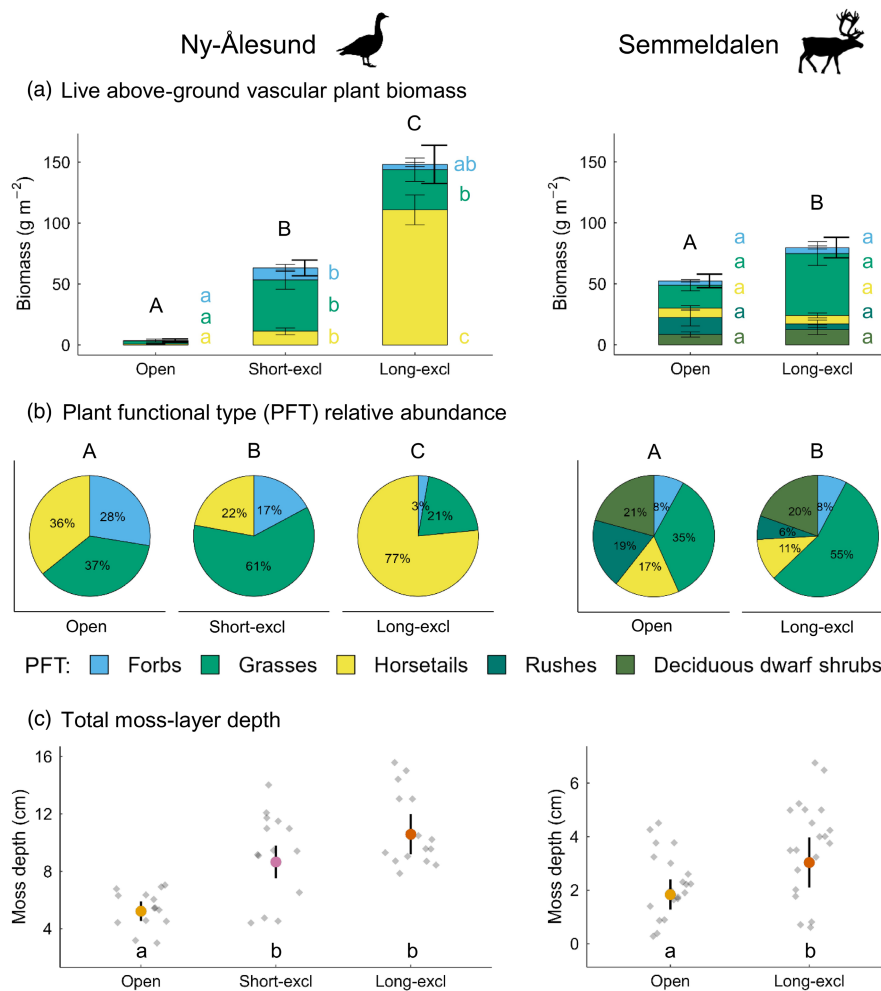 Ny-Ålesund
Semmeldalen
(a) Live above-ground vascular plant biomass
Biomass (g m−2)
150
100
50
0
A
a
a
a
B
b
b
b
C
ab
b
c
Open
Short-excl
Long-excl
Biomass (g m−2)
150
100
50
0
A
a
a
a
a
a
B
a
a
a
a
a
Open
Long-excl
(b) Plant functional type (PFT) relative abundance
A
36%
28%
37%
Open
B
22%
17%
61%
Short-excl
C
3%
21%
77%
Long-excl
A
21%
8%
19%
35%
17%
Open
B
20%
8%
6%
11%
55%
Long-excl
PFT: Forbs Grasses Horsetails Rushes Deciduous dwarf shrubs
(c) Total moss-layer depth
Moss depth (cm)
16
12
8
4
a
b
b
Open
Short-excl
Long-excl
Moss depth (cm)
6
4
2
0
a
b
Open
Long-excl